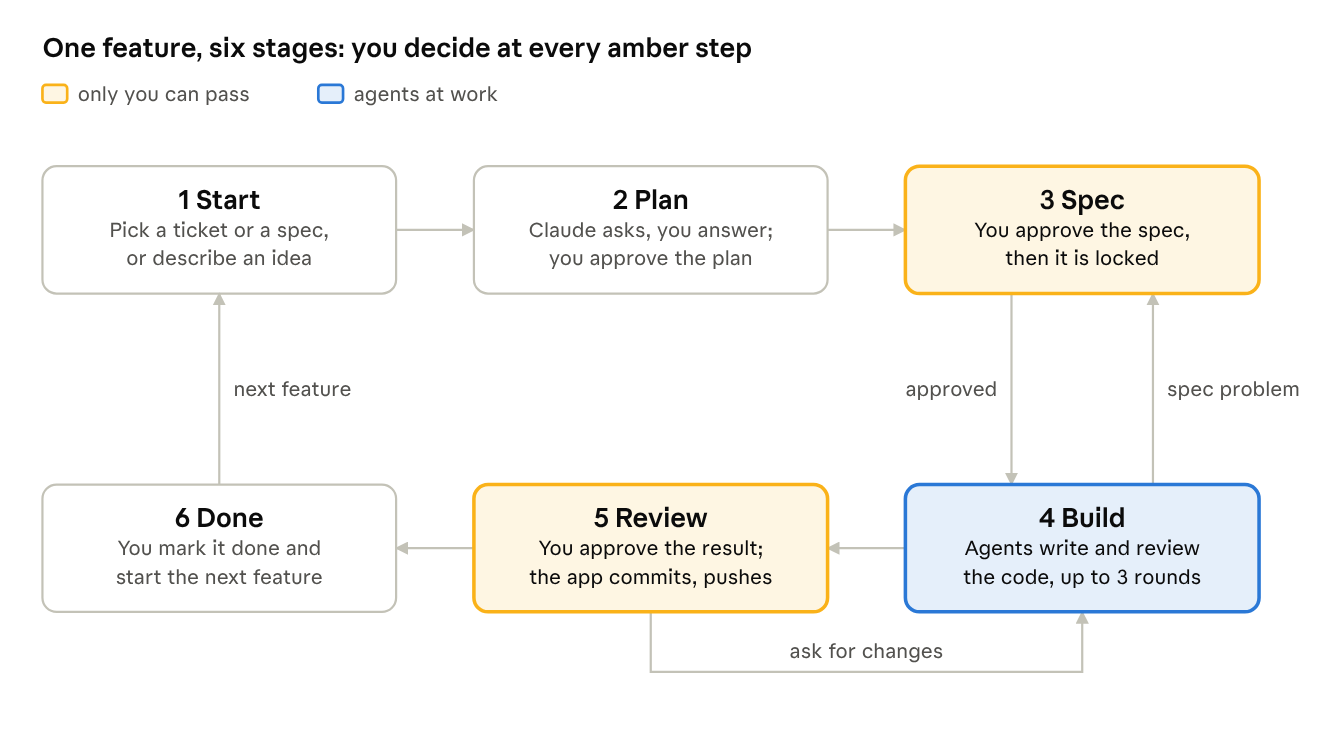 One feature, six stages: you decide at every amber step
only you can pass
agents at work
1 Start
Pick a ticket or a spec,
or describe an idea
2 Plan
Claude asks, you answer;
you approve the plan
3 Spec
You approve the spec,
then it is locked
next feature
approved
spec problem
6 Done
You mark it done and
start the next feature
5 Review
You approve the result;
the app commits, pushes
4 Build
Agents write and review
the code, up to 3 rounds
ask for changes